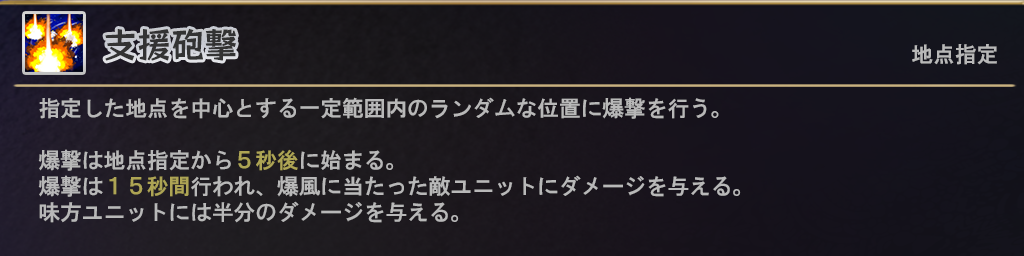 支援砲撃
地点指定
指定した地点を中心とする一定範囲内のランダムな位置に爆撃を行う。
爆撃は地点指定から５秒後に始まる。
爆撃は１５秒間行われ、爆風に当たった敵ユニットにダメージを与える。
味方ユニットには半分のダメージを与える。